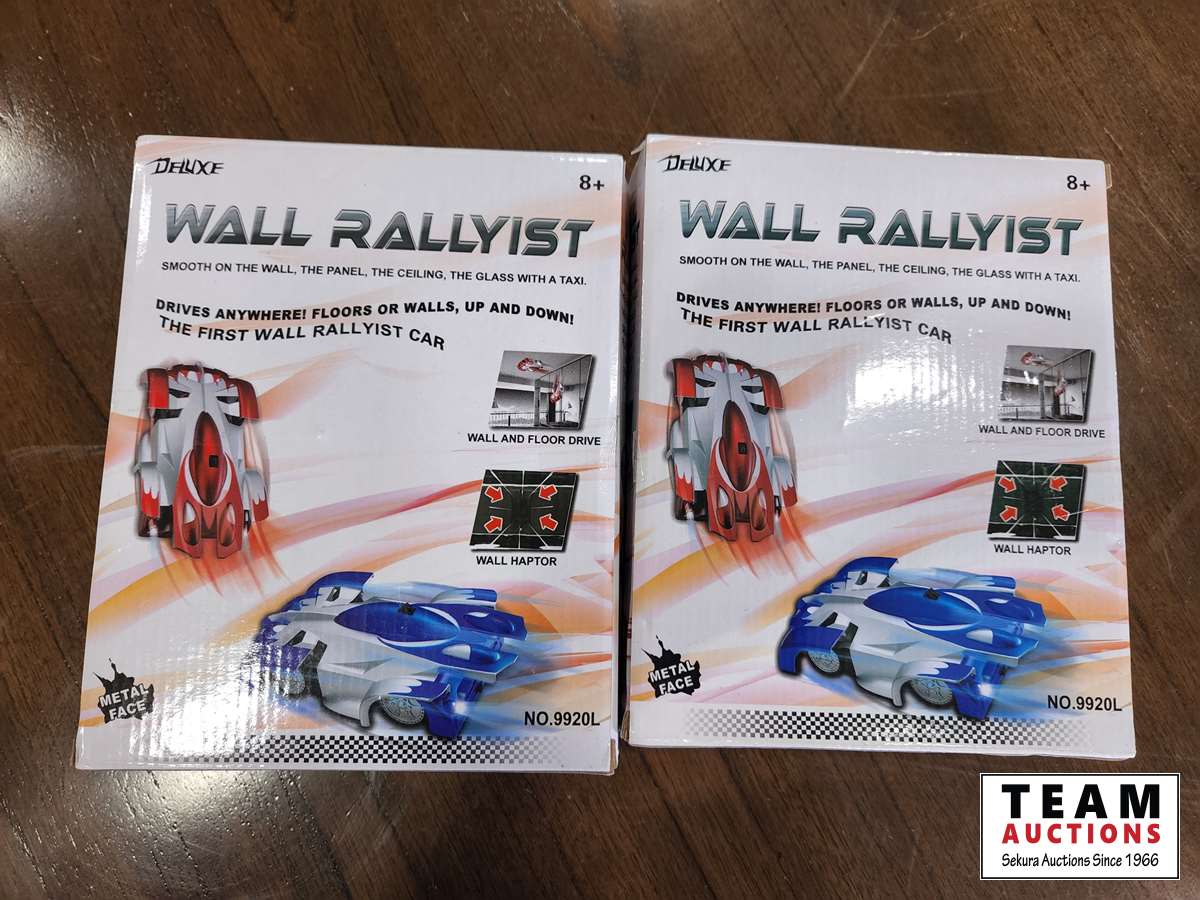 DELUXE
8+
WALL RALLYIST
SMOOTH ON THE WALL, THE PANEL, THE CEILING, THE GLASS WITH A TAXI.
DRIVES ANYWHERE! FLOORS OR WALLS, UP AND DOWN!
THE FIRST WALL RALLYIST CAR
WALL AND FLOOR DRIVE
WALL HAPTOR
METAL
FACE
NO.9920L
DELUXE
8+
WALL RALLYIST
SMOOTH ON THE WALL, THE PANEL, THE CEILING, THE GLASS WITH A TAXI.
DRIVES ANYWHERE! FLOORS OR WALLS, UP AND DOWN!
THE FIRST WALL RALLYIST CAR
WALL AND FLOOR DRIVE
WALL HAPTOR
METAL
FACE
NO.9920L
TEAM
AUCTIONS
Sekura Auctions Since 1966